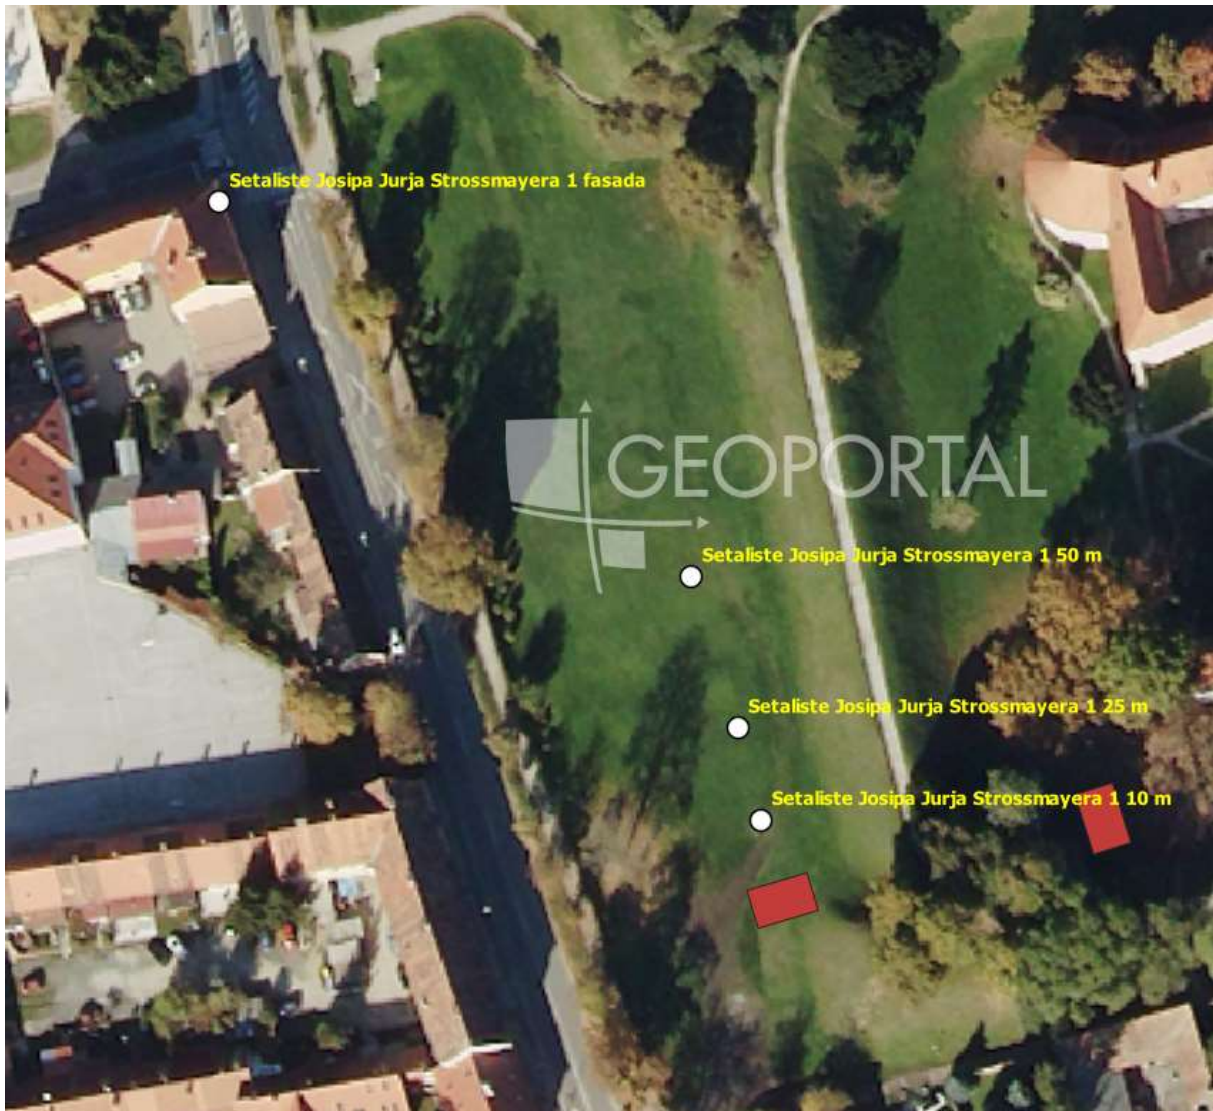 Setaliste Josipa Jurja Strossmayera 1 fasada
GEOPORTAL
Setaliste Josipa Jurja Strossmayera 1 50 m
Setaliste Josipa Jurja Strossmayera 1 25 m
Setaliste Josipa Jurja Strossmayera 1 10 m